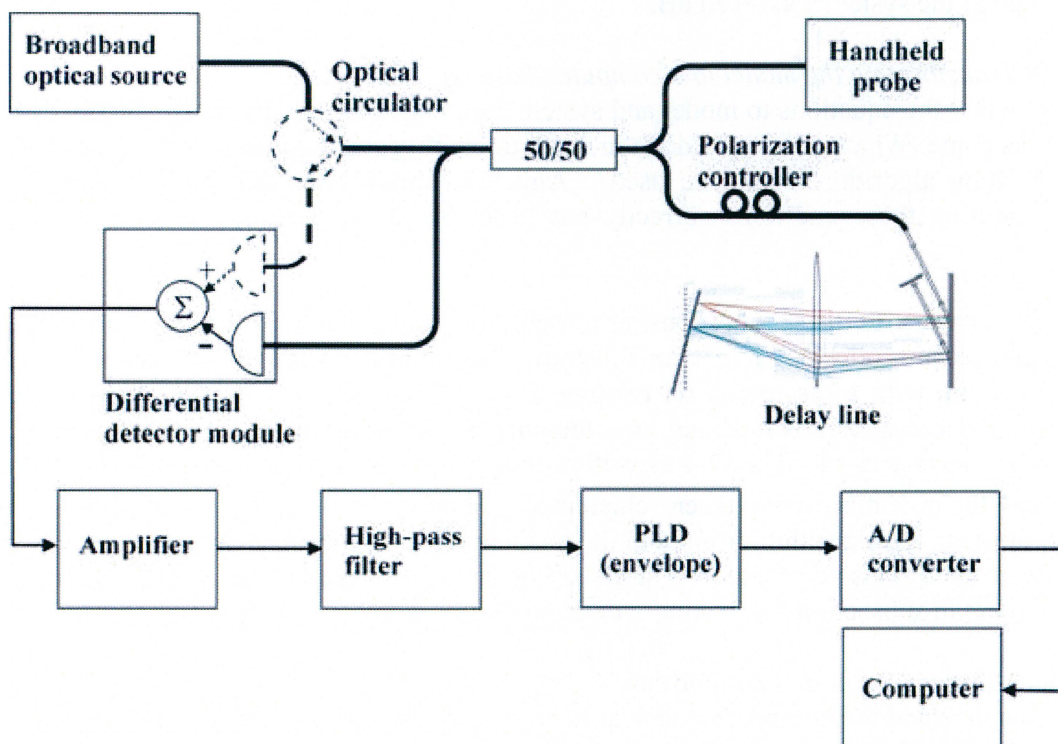 Broadband
optical source
Optical
circulator
Handheld
probe
50/50
Polarization
controller
+
Σ
-
Differential
detector module
Delay line
Amplifier
High-pass
filter
PLD
(envelope)
A/D
converter
Computer